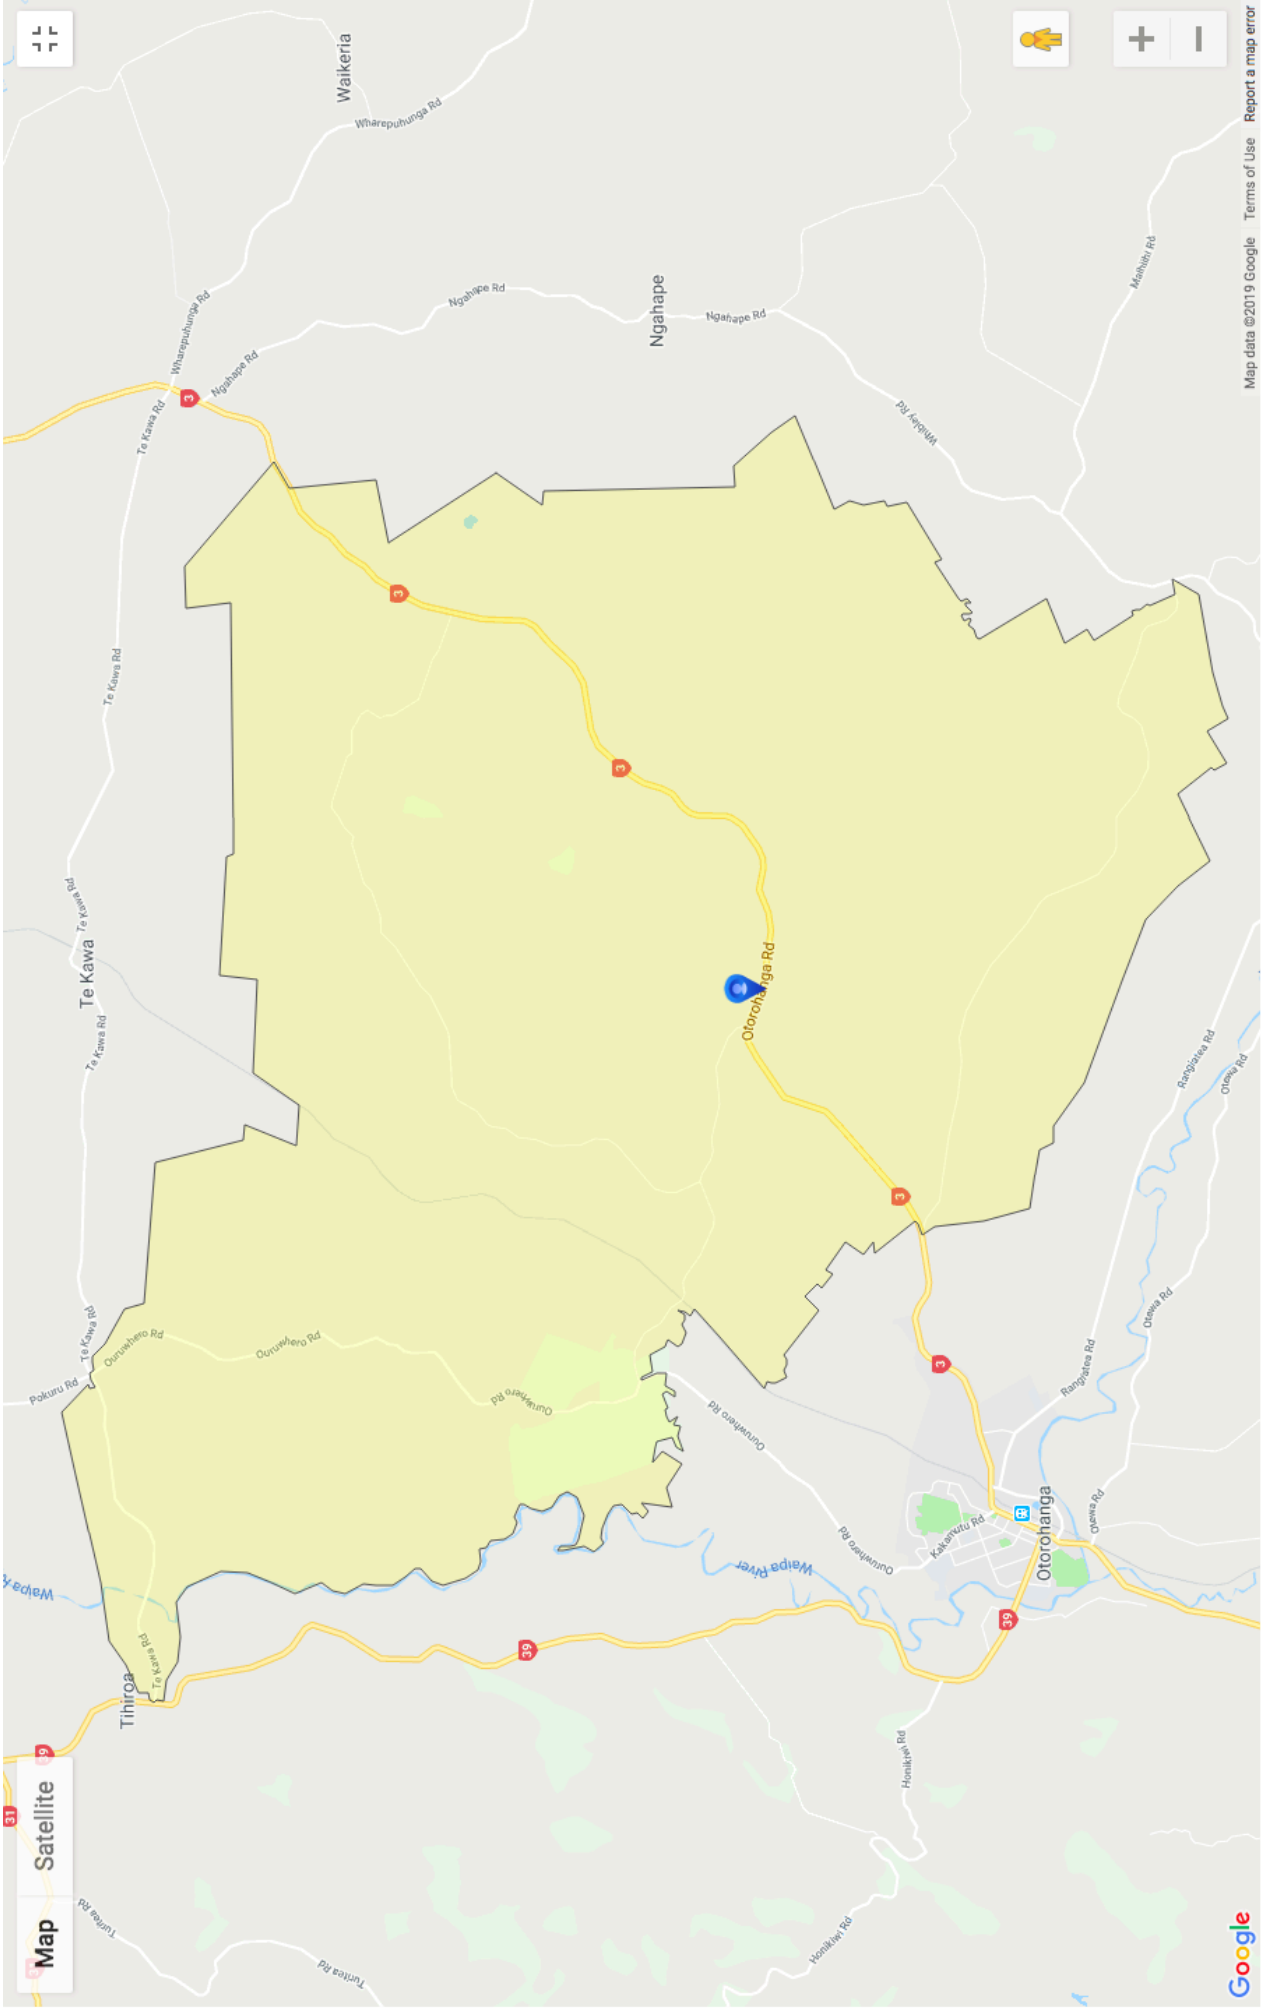 Map
Satellite
31
39
39
39
3
3
3
3
3
Tihiroa
Te Kawa Rd
Waipa River
Pokuru Rd
Te Kawa Rd
Ouruwhero Rd
Ouruwhero Rd
Ouruwhero Rd
Ouruwhero Rd
Ouruwhero Rd
Te Kawa Rd
Te Kawa
Te Kawa Rd
Te Kawa Rd
Te Kawa Rd
Wharepuhunga Rd
Wharepuhunga Rd
Waikeria
Ngahape Rd
Ngahape Rd
Ngahape Rd
Ngahape
Whibley Rd
Maihiihi Rd
Otorohanga Rd
Rangiatea Rd
Rangiatea Rd
Otewa Rd
Otewa Rd
Otewa Rd
Kakamutu Rd
Otorohanga
Honikiwi Rd
Honikiwi Rd
Turitea Rd
Turitea Rd
Google
Map data ©2019 Google
Terms of Use
Report a map error